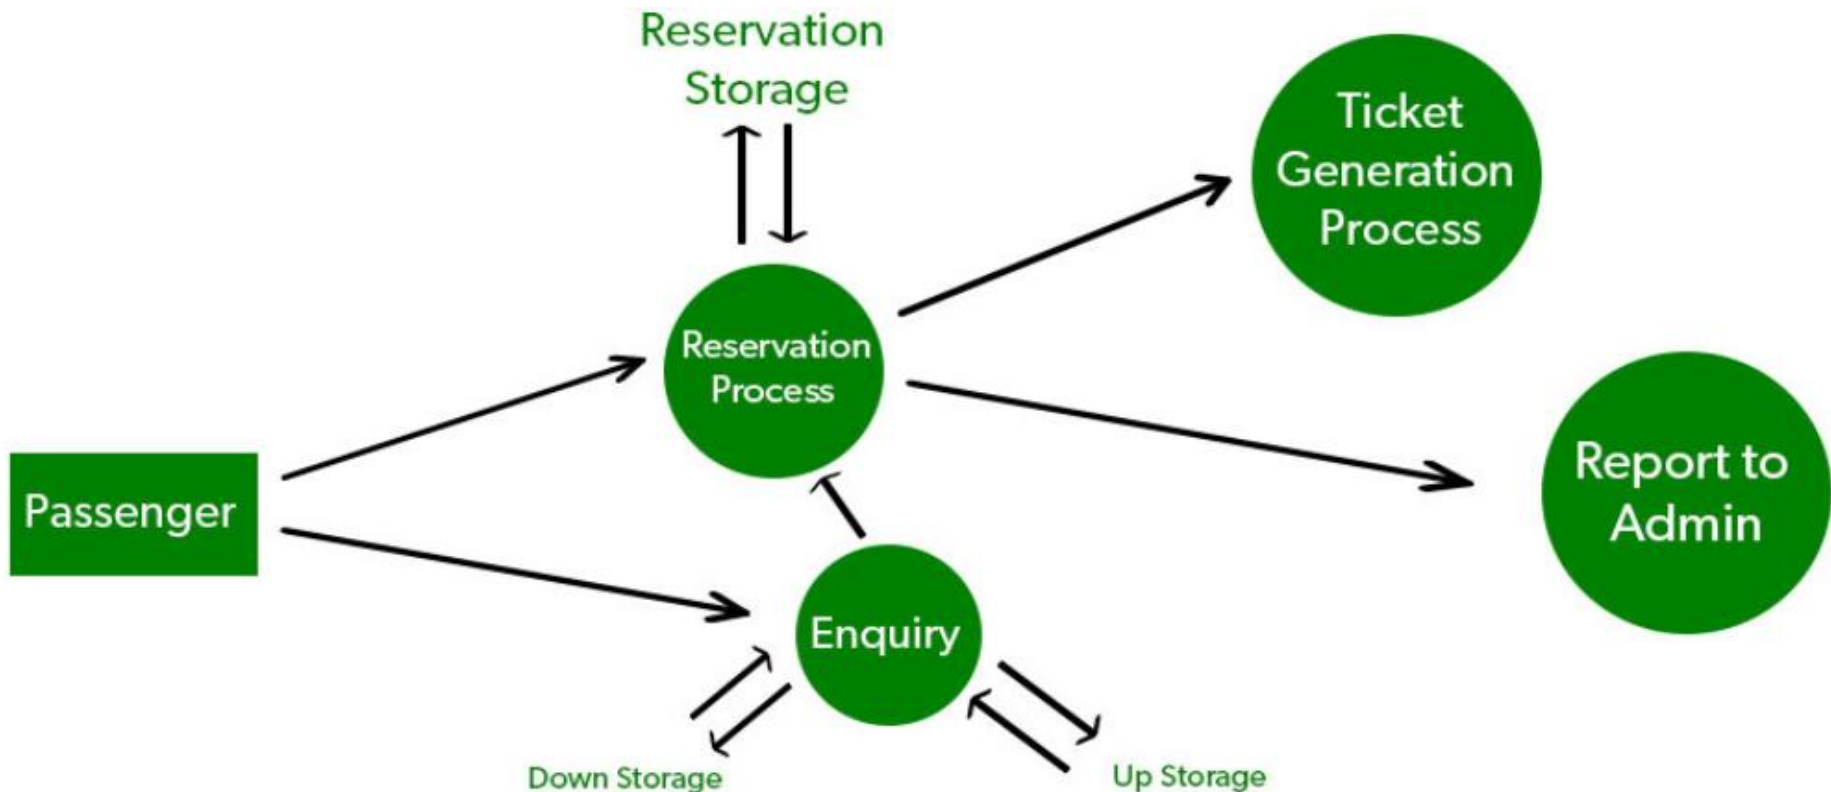 Reservation
Storage
Ticket
Generation
Process
Reservation
Process
Report to
Admin
Passenger
Enquiry
Down Storage
Up Storage